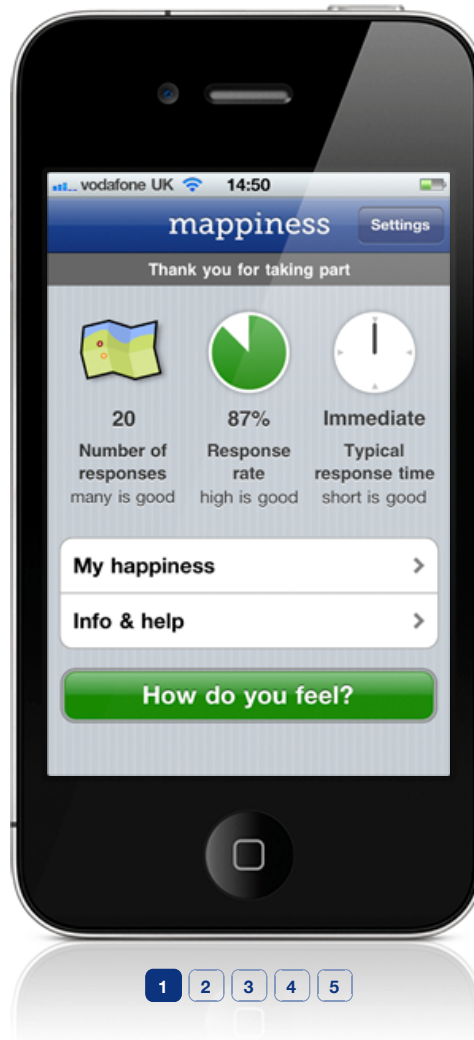 vodafone UK 14:50
mappiness Settings
Thank you for taking part
20 87% Immediate
Number of responses Response rate Typical response time
many is good high is good short is good
My happiness
Info & help
How do you feel?
1 2 3 4 5